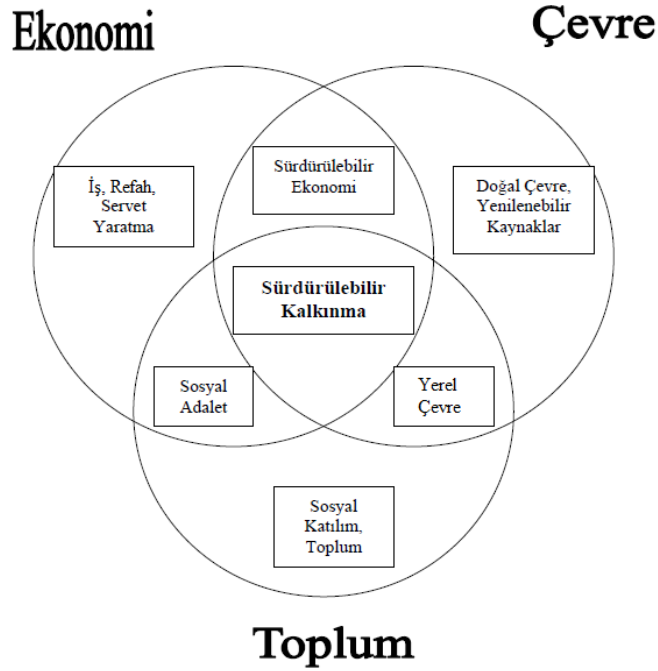 Ekonomi
Çevre
İş, Refah,
Servet
Yaratma
Sürdürülebilir
Ekonomi
Doğal Çevre,
Yenilenebilir
Kaynaklar
Sürdürülebilir
Kalkınma
Sosyal
Adalet
Yerel
Çevre
Sosyal
Katılım,
Toplum
Toplum